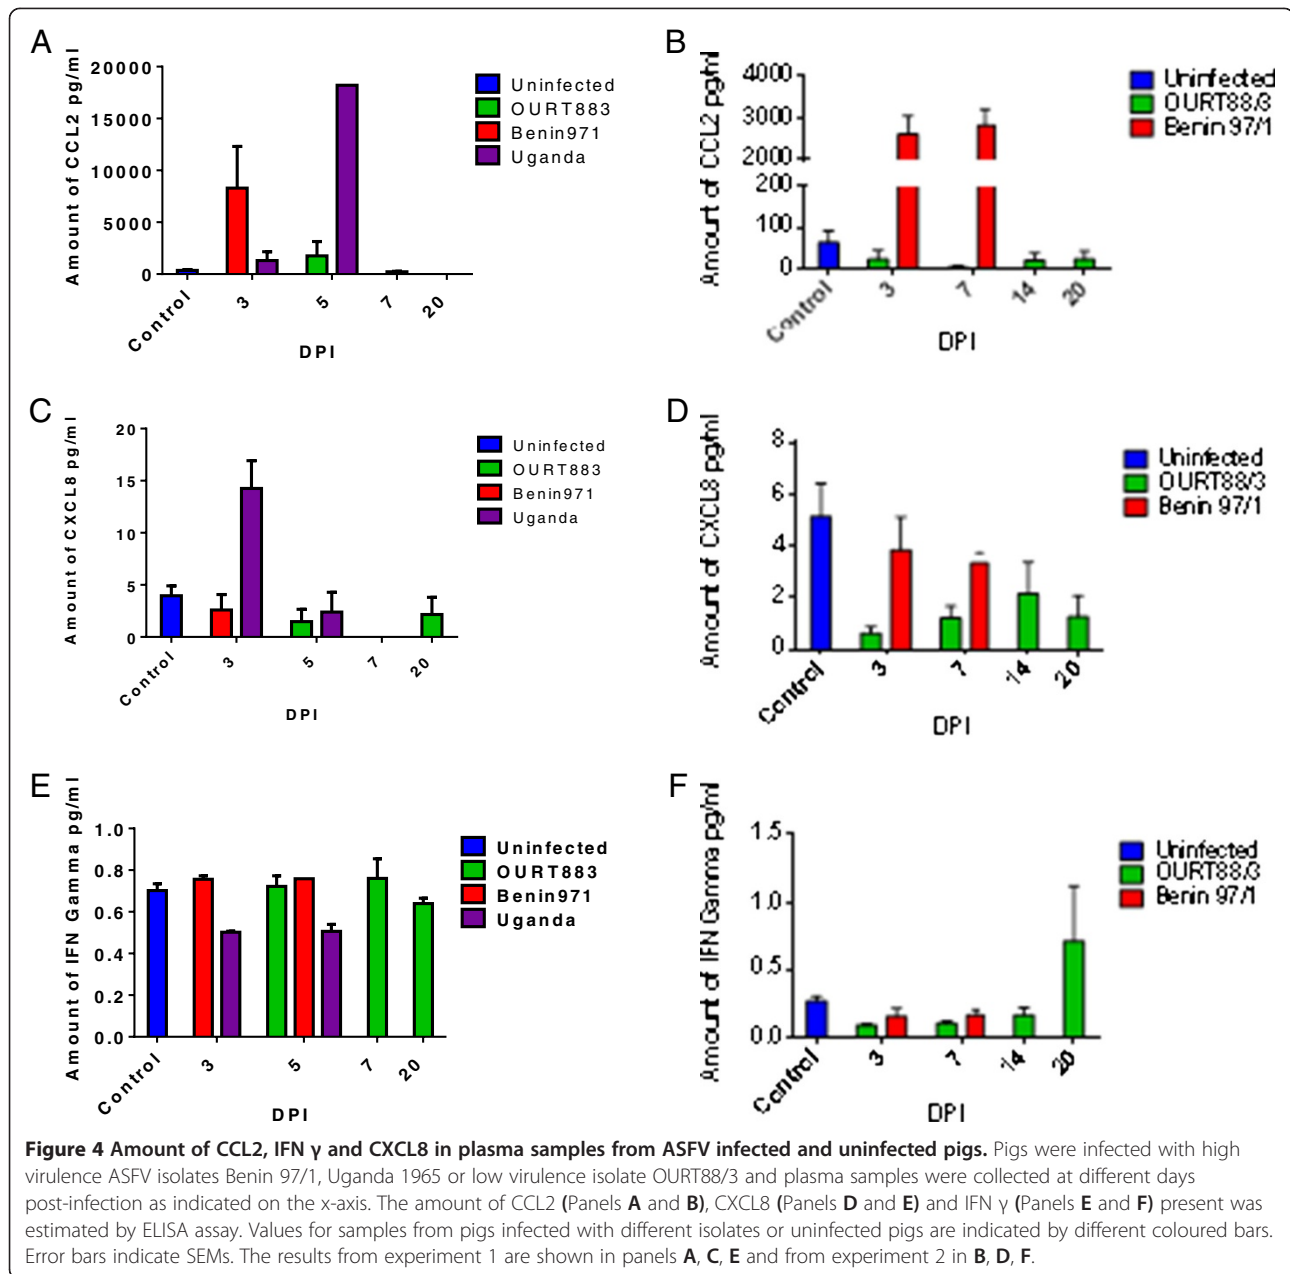 A
Amount of CCL2 pg/ml
20000
15000
10000
5000
0
Control
3
5
7
20
DPI
Uninfected
OURT883
Benin971
Uganda
B
Amount of CCL2 pg/ml
4000
3000
2000
200
100
0
Control
3
7
14
20
DPI
Uninfected
OURT88/3
Benin 97/1
C
Amount of CXCL8 pg/ml
20
15
10
5
0
Control
3
5
7
20
DPI
Uninfected
OURT883
Benin971
Uganda
D
Amount of CXCL8 pg/ml
8
6
4
2
0
Control
3
7
14
20
DPI
Uninfected
OURT88/3
Benin 97/1
E
Amount of IFN Gamma pg/ml
1.0
0.8
0.6
0.4
0.2
0.0
Control
3
5
7
20
DPI
Uninfected
OURT883
Benin971
Uganda
F
Amount of IFN Gamma pg/ml
1.5
1.0
0.5
0.0
Control
3
7
14
20
DPI
Uninfected
OURT88/3
Benin 97/1
Figure 4 Amount of CCL2, IFN γ and CXCL8 in plasma samples from ASFV infected and uninfected pigs. Pigs were infected with high
virulence ASFV isolates Benin 97/1, Uganda 1965 or low virulence isolate OURT88/3 and plasma samples were collected at different days
post-infection as indicated on the x-axis. The amount of CCL2 (Panels A and B), CXCL8 (Panels D and E) and IFN γ (Panels E and F) present was
estimated by ELISA assay. Values for samples from pigs infected with different isolates or uninfected pigs are indicated by different coloured bars.
Error bars indicate SEMs. The results from experiment 1 are shown in panels A, C, E and from experiment 2 in B, D, F.